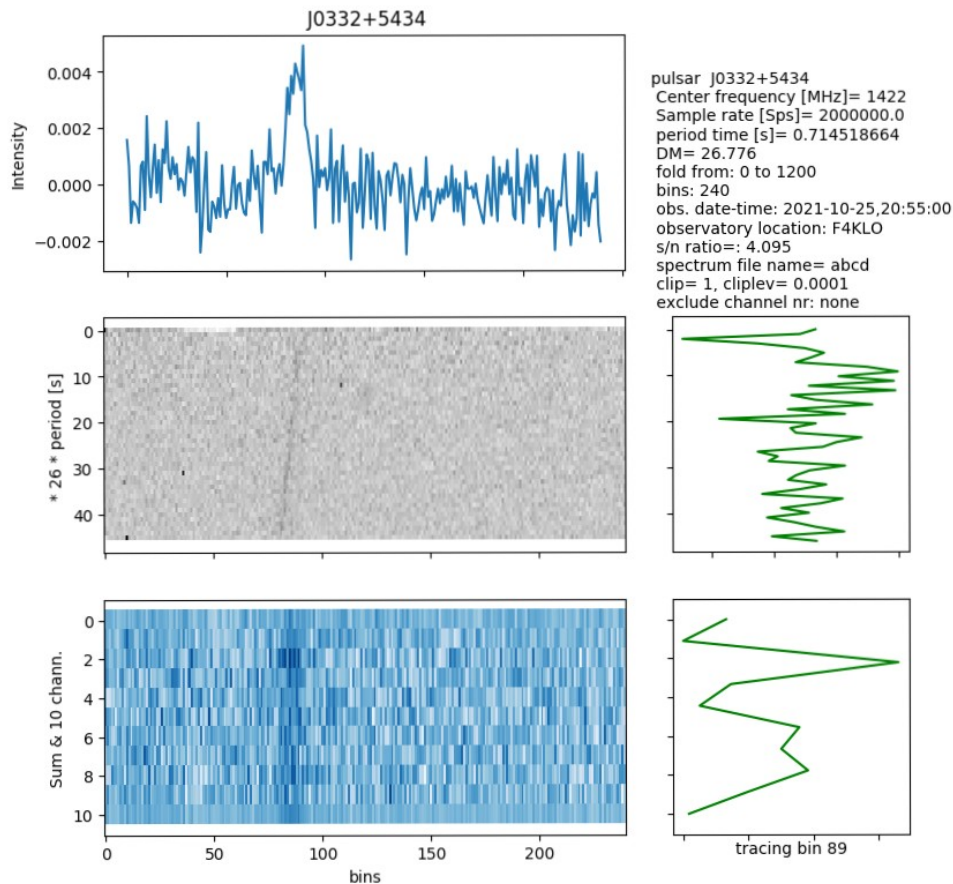 J0332+5434
0.004
0.002
0.000
−0.002
Intensity
pulsar J0332+5434
Center frequency [MHz]= 1422
Sample rate [Sps]= 2000000.0
period time [s]= 0.714518664
DM= 26.776
fold from: 0 to 1200
bins: 240
obs. date-time: 2021-10-25,20:55:00
observatory location: F4KLO
s/n ratio=: 4.095
spectrum file name= abcd
clip= 1, cliplev= 0.0001
exclude channel nr: none
0
10
20
30
40
* 26 * period [s]
0
2
4
6
8
10
Sum & 10 chann.
0 50 100 150 200
bins
tracing bin 89